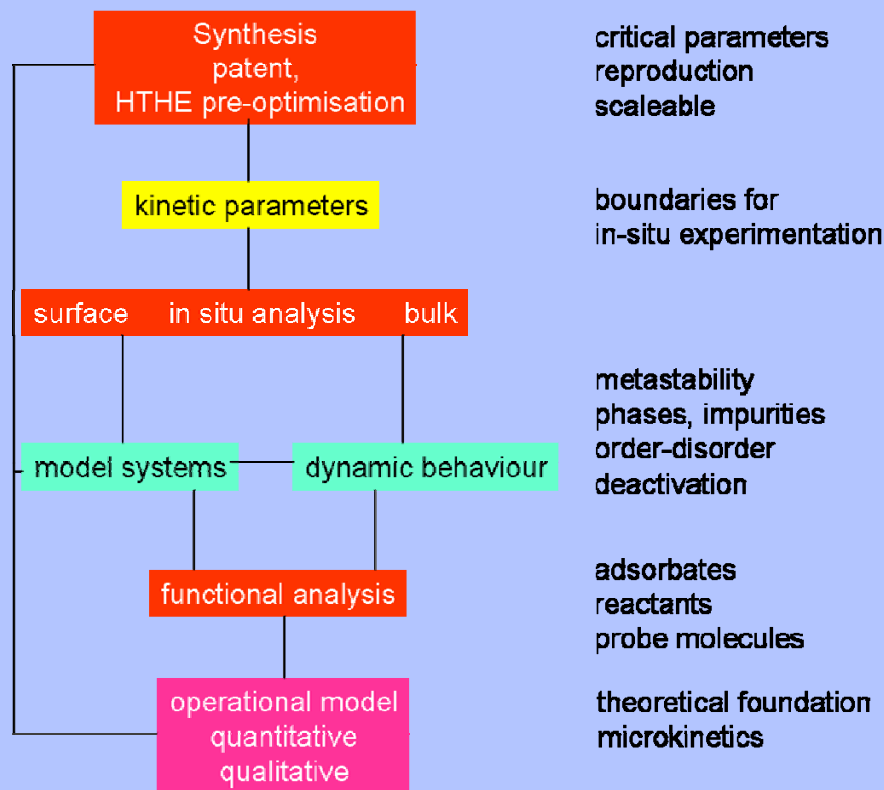 Synthesis
patent,
HTHE pre-optimisation
critical parameters
reproduction
scaleable
kinetic parameters
boundaries for
in-situ experimentation
surface in situ analysis bulk
metastability
phases, impurities
order-disorder
deactivation
model systems
dynamic behaviour
functional analysis
adsorbates
reactants
probe molecules
operational model
quantitative
qualitative
theoretical foundation
microkinetics